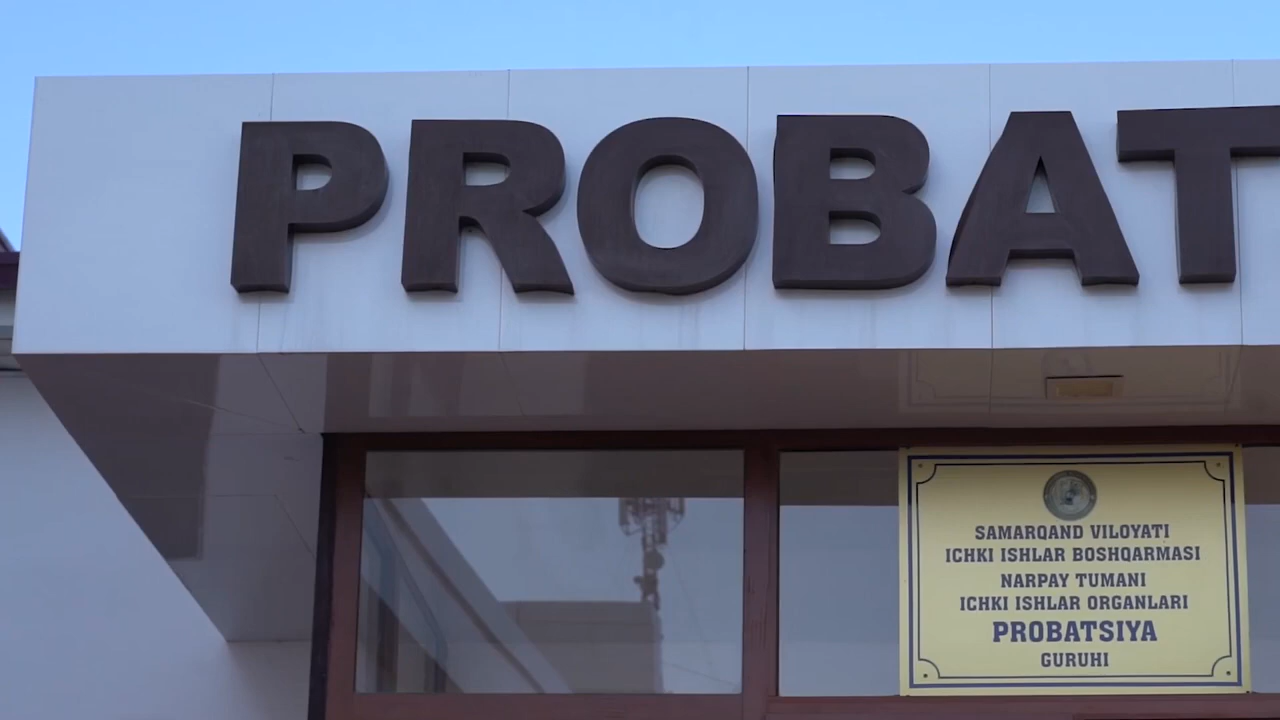 PROBAT
SAMARQAND VILOYATI
ICHKI ISHLAR BOSHQARMASI
NARPAY TUMANI
ICHKI ISHLAR ORGANLARI
PROBATSIYA
GURUHI